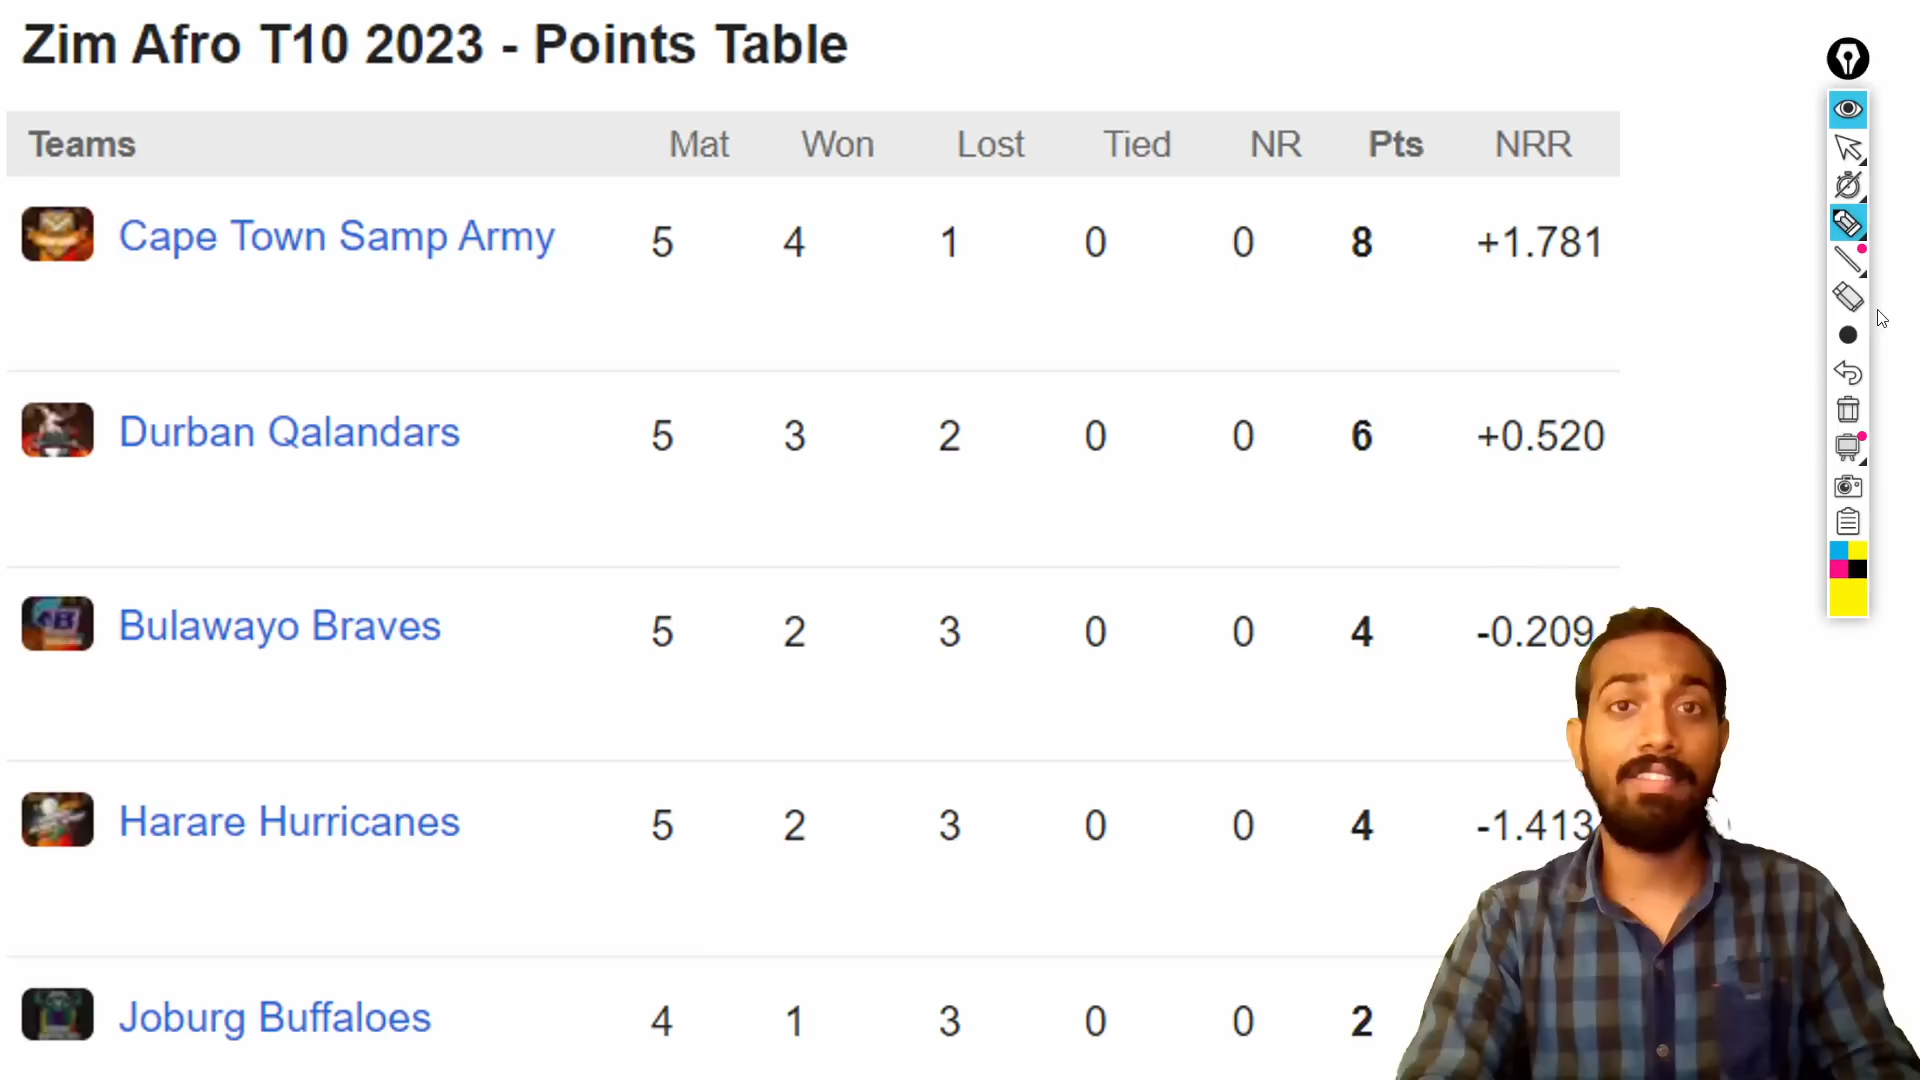 Zim Afro T10 2023 - Points Table
Teams Mat Won Lost Tied NR Pts NRR
Cape Town Samp Army 5 4 1 0 0 8 +1.781
Durban Qalandars 5 3 2 0 0 6 +0.520
Bulawayo Braves 5 2 3 0 0 4 -0.209
Harare Hurricanes 5 2 3 0 0 4 -1.413
Joburg Buffaloes 4 1 3 0 0 2